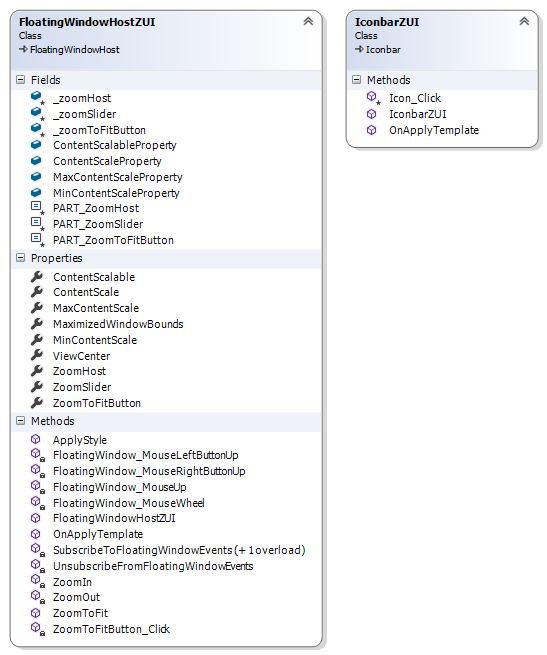 FloatingWindowHostZUI
Class
FloatingWindowHost
Fields
_zoomHost
_zoomSlider
_zoomToFitButton
ContentScalableProperty
ContentScaleProperty
MaxContentScaleProperty
MinContentScaleProperty
PART_ZoomHost
PART_ZoomSlider
PART_ZoomToFitButton
Properties
ContentScalable
ContentScale
MaxContentScale
MaximizedWindowBounds
MinContentScale
ViewCenter
ZoomHost
ZoomSlider
ZoomToFitButton
Methods
ApplyStyle
FloatingWindow_MouseLeftButtonUp
FloatingWindow_MouseRightButtonUp
FloatingWindow_MouseUp
FloatingWindow_MouseWheel
FloatingWindowHostZUI
OnApplyTemplate
SubscribeToFloatingWindowEvents (+ 1 overload)
UnsubscribeFromFloatingWindowEvents
ZoomIn
ZoomOut
ZoomToFit
ZoomToFitButton_Click
IconbarZUI
Class
Iconbar
Methods
Icon_Click
IconbarZUI
OnApplyTemplate